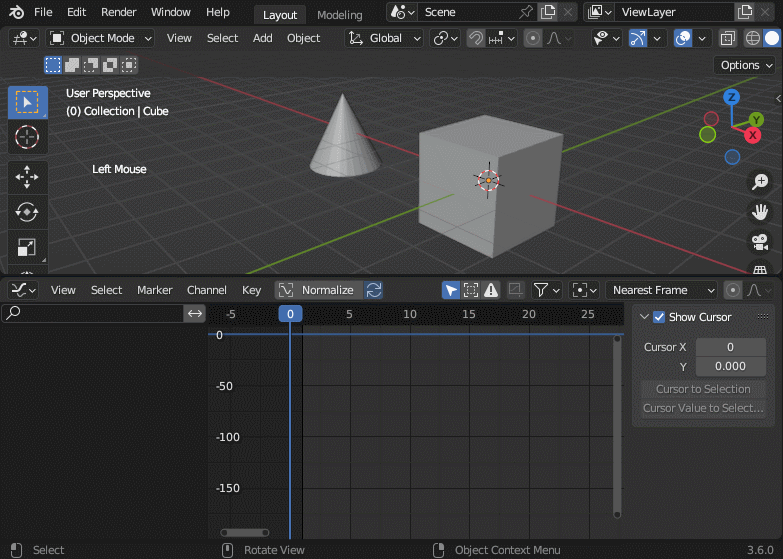 File Edit Render Window Help Layout Modeling Scene ViewLayer
Object Mode View Select Add Object Global
Options
User Perspective
(0) Collection | Cube
Left Mouse
Z
Y
X
View Select Marker Channel Key Normalize Nearest Frame
-5 0 5 10 15 20 25
Show Cursor
0
Cursor X 0
Y 0.000
-50
Cursor to Selection
Cursor Value to Select...
-100
-150
Select Rotate View Object Context Menu 3.6.0